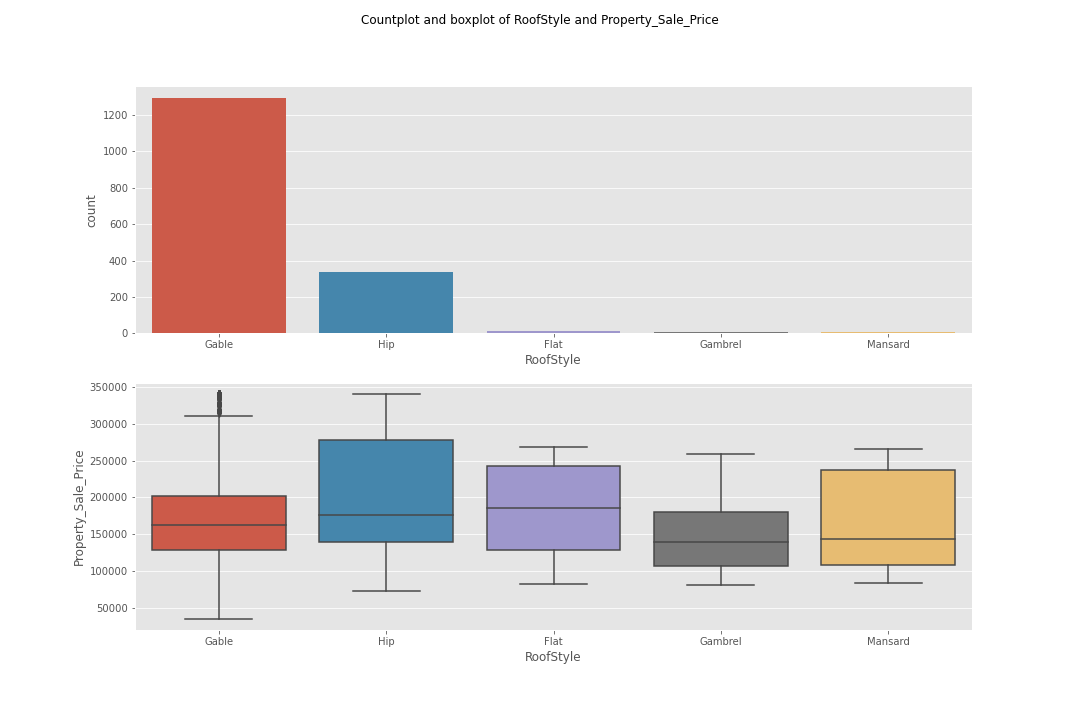 Countplot and boxplot of RoofStyle and Property_Sale_Price
1200
1000
800
600
400
200
0
count
Gable Hip Flat Gambrel Mansard
RoofStyle
350000
300000
250000
200000
150000
100000
50000
Property_Sale_Price
Gable Hip Flat Gambrel Mansard
RoofStyle